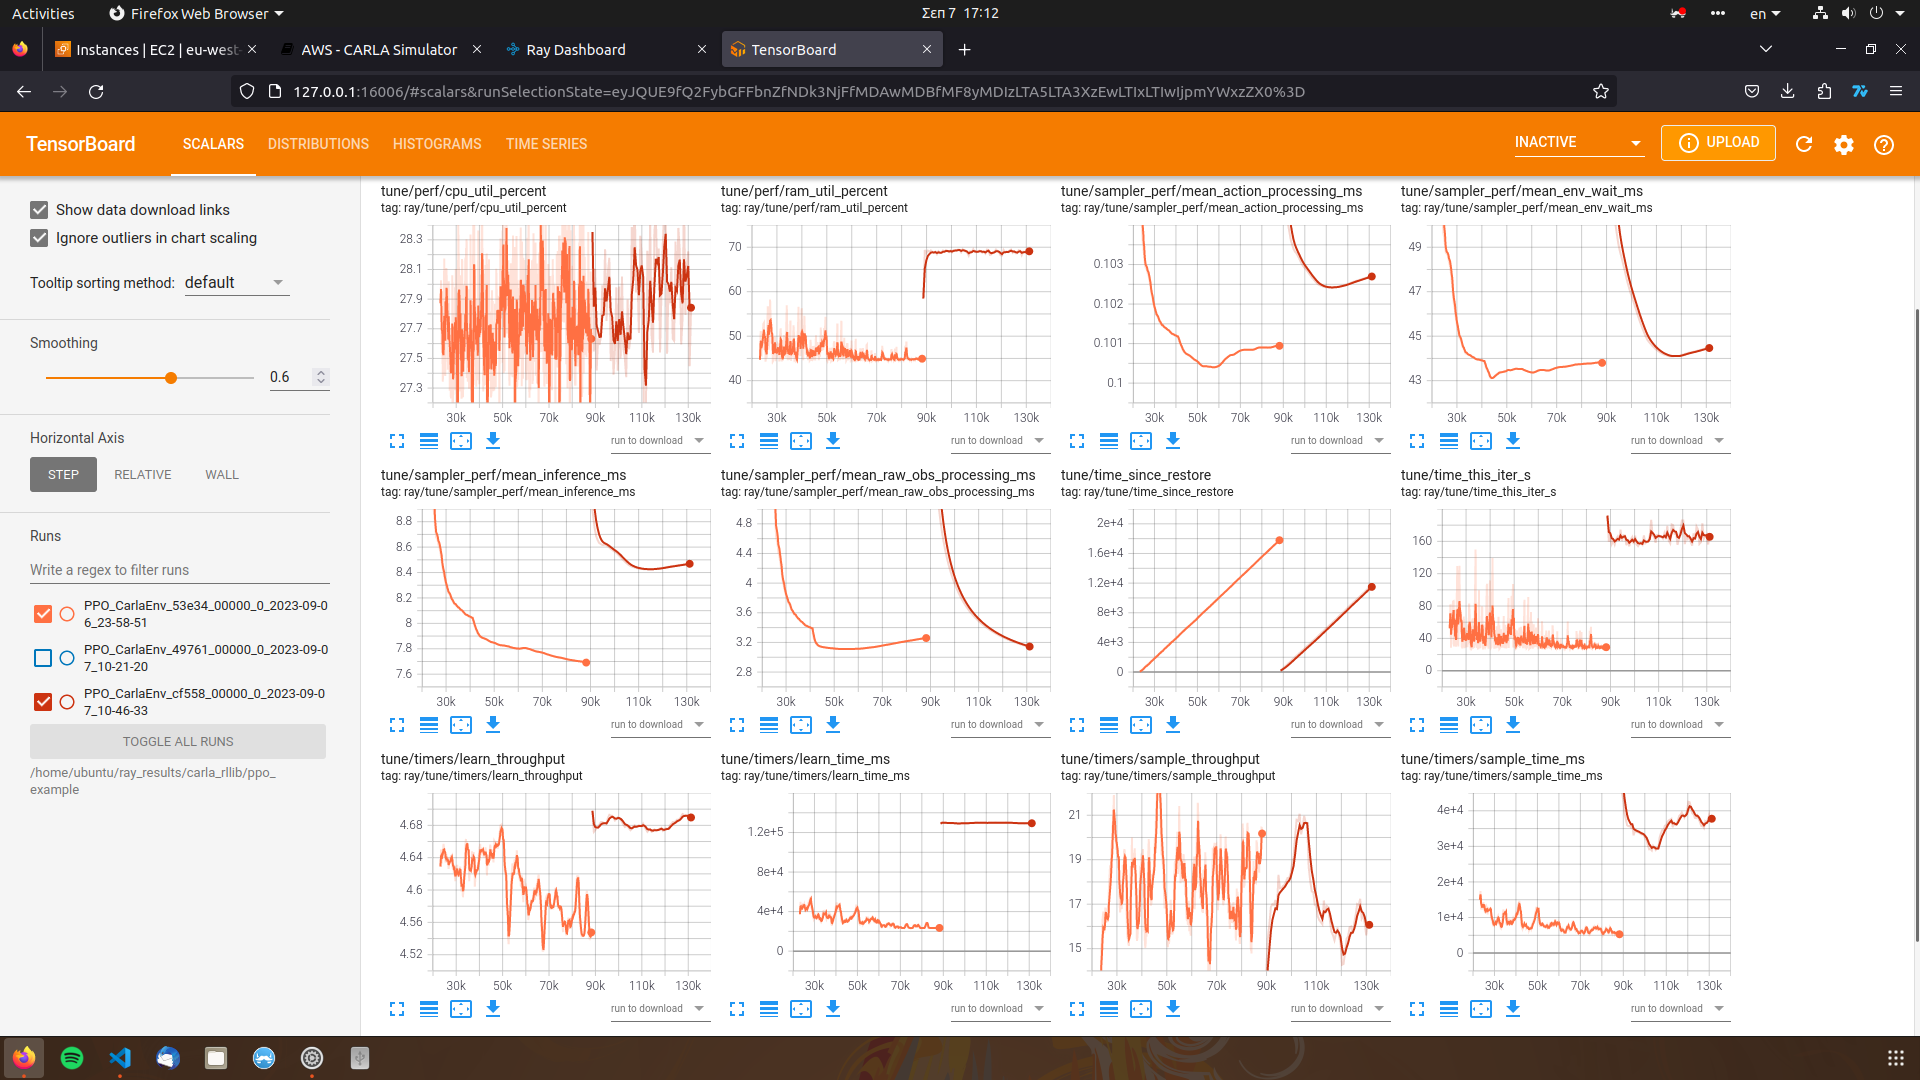 Activities
Firefox Web Browser
Σεπ 7 17:12
en
Instances | EC2 | eu-west-
AWS - CARLA Simulator
Ray Dashboard
TensorBoard
127.0.0.1:16006/#scalars&runSelectionState=eyJQUE9fQ2FybGFFbnZfNDk3NjFfMDAwMDBfMF8yMDIzLTA5LTA3XzEwLTIxLTIwIjpmYWxzZX0%3D
TensorBoard
SCALARS
DISTRIBUTIONS
HISTOGRAMS
TIME SERIES
INACTIVE
UPLOAD
Show data download links
Ignore outliers in chart scaling
Tooltip sorting method: default
Smoothing
0.6
Horizontal Axis
STEP
RELATIVE
WALL
Runs
Write a regex to filter runs
PPO_CarlaEnv_53e34_00000_0_2023-09-0
6_23-58-51
PPO_CarlaEnv_49761_00000_0_2023-09-0
7_10-21-20
PPO_CarlaEnv_cf558_00000_0_2023-09-0
7_10-46-33
TOGGLE ALL RUNS
/home/ubuntu/ray_results/carla_rllib/ppo_
example
tune/perf/cpu_util_percent
tag: ray/tune/perf/cpu_util_percent
28.3
28.1
27.9
27.7
27.5
27.3
30k 50k 70k 90k 110k 130k
run to download
tune/perf/ram_util_percent
tag: ray/tune/perf/ram_util_percent
70
60
50
40
30k 50k 70k 90k 110k 130k
run to download
tune/sampler_perf/mean_action_processing_ms
tag: ray/tune/sampler_perf/mean_action_processing_ms
0.103
0.102
0.101
0.1
30k 50k 70k 90k 110k 130k
run to download
tune/sampler_perf/mean_env_wait_ms
tag: ray/tune/sampler_perf/mean_env_wait_ms
49
47
45
43
30k 50k 70k 90k 110k 130k
run to download
tune/sampler_perf/mean_inference_ms
tag: ray/tune/sampler_perf/mean_inference_ms
8.8
8.6
8.4
8.2
8
7.8
7.6
30k 50k 70k 90k 110k 130k
run to download
tune/sampler_perf/mean_raw_obs_processing_ms
tag: ray/tune/sampler_perf/mean_raw_obs_processing_ms
4.8
4.4
4
3.6
3.2
2.8
30k 50k 70k 90k 110k 130k
run to download
tune/time_since_restore
tag: ray/tune/time_since_restore
2e+4
1.6e+4
1.2e+4
8e+3
4e+3
0
30k 50k 70k 90k 110k 130k
run to download
tune/time_this_iter_s
tag: ray/tune/time_this_iter_s
160
120
80
40
0
30k 50k 70k 90k 110k 130k
run to download
tune/timers/learn_throughput
tag: ray/tune/timers/learn_throughput
4.68
4.64
4.6
4.56
4.52
30k 50k 70k 90k 110k 130k
run to download
tune/timers/learn_time_ms
tag: ray/tune/timers/learn_time_ms
1.2e+5
8e+4
4e+4
0
30k 50k 70k 90k 110k 130k
run to download
tune/timers/sample_throughput
tag: ray/tune/timers/sample_throughput
21
19
17
15
30k 50k 70k 90k 110k 130k
run to download
tune/timers/sample_time_ms
tag: ray/tune/timers/sample_time_ms
4e+4
3e+4
2e+4
1e+4
0
30k 50k 70k 90k 110k 130k
run to download